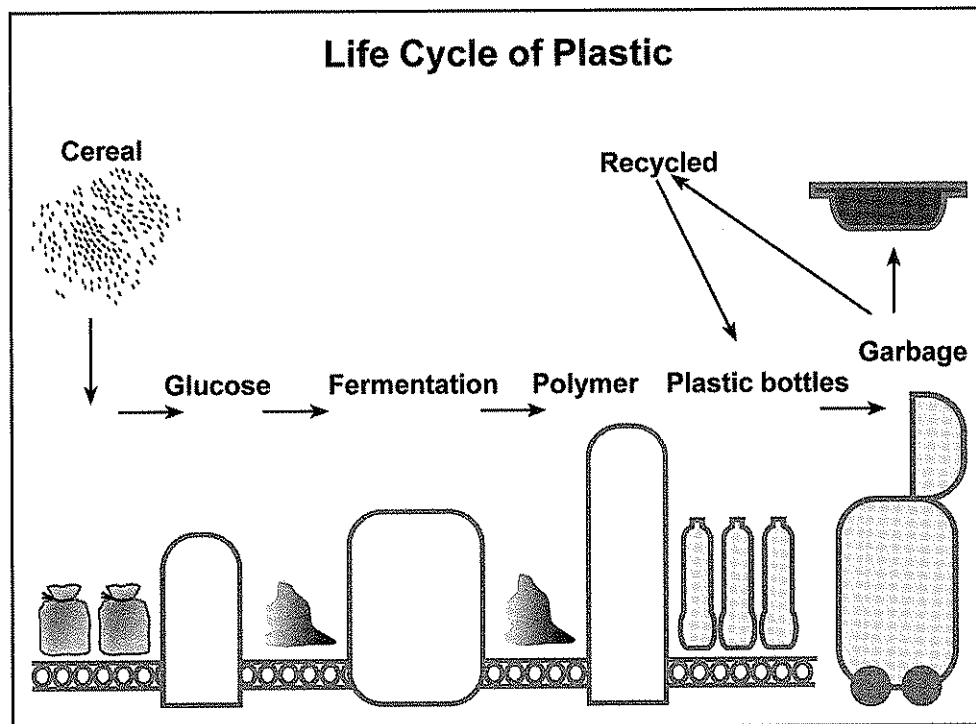 Life Cycle of Plastic
Cereal
Recycled
Garbage
Glucose
Fermentation
Polymer
Plastic bottles